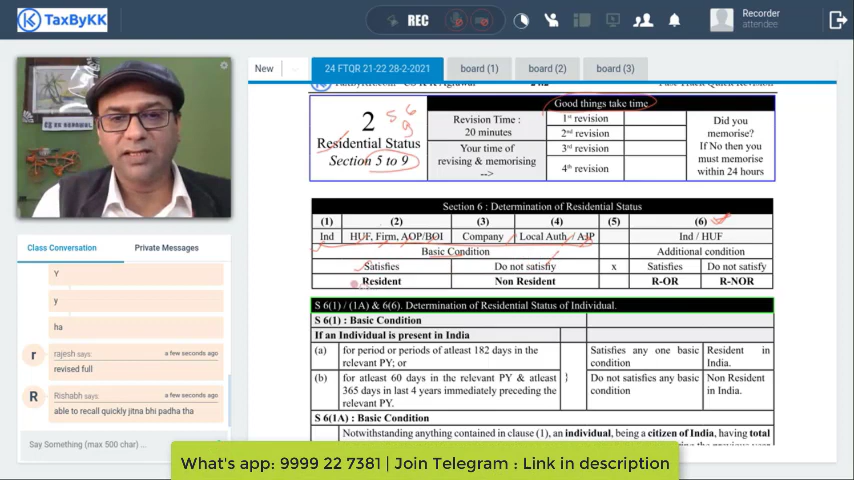 TaxByKK
REC
Recorder
attendee
New
24 FTQR 21-22 28-2-2021
board (1)
board (2)
board (3)
2
5 6
9
Residential Status
Section 5 to 9
Revision Time :
20 minutes
Your time of
revising & memorising
-->
Good things take time
1st revision
2nd revision
3rd revision
4th revision
Did you
memorise?
If No then you
must memorise
within 24 hours
Section 6 : Determination of Residential Status
(1) (2) (3) (4) (5) (6)
Ind HUF, Firm, AOP/BOI Company Local Auth / AJP Ind / HUF
Basic Condition Additional condition
Satisfies Do not satisfiy x Satisfies Do not satisfy
Resident Non Resident R-OR R-NOR
S 6(1) / (1A) & 6(6). Determination of Residential Status of Individual.
S 6(1) : Basic Condition
If an Individual is present in India
(a) for period or periods of atleast 182 days in the
relevant PY; or
(b) for atleast 60 days in the relevant PY & atleast
365 days in last 4 years immediately preceding the
relevant PY.
}
Satisfies any one basic
condition
Resident in
India.
Do not satisfies any basic
condition
Non Resident
in India.
S 6(1A) : Basic Condition
Notwithstanding anything contained in clause (1), an individual, being a citizen of India, having total
Class Conversation
Private Messages
Y
y
ha
r
rajesh says:
a few seconds ago
revised full
R
Rishabh says:
a few seconds ago
able to recall quickly jitna bhi padha tha
Say Something (max 500 char) ...
What's app: 9999 22 7381 | Join Telegram : Link in description